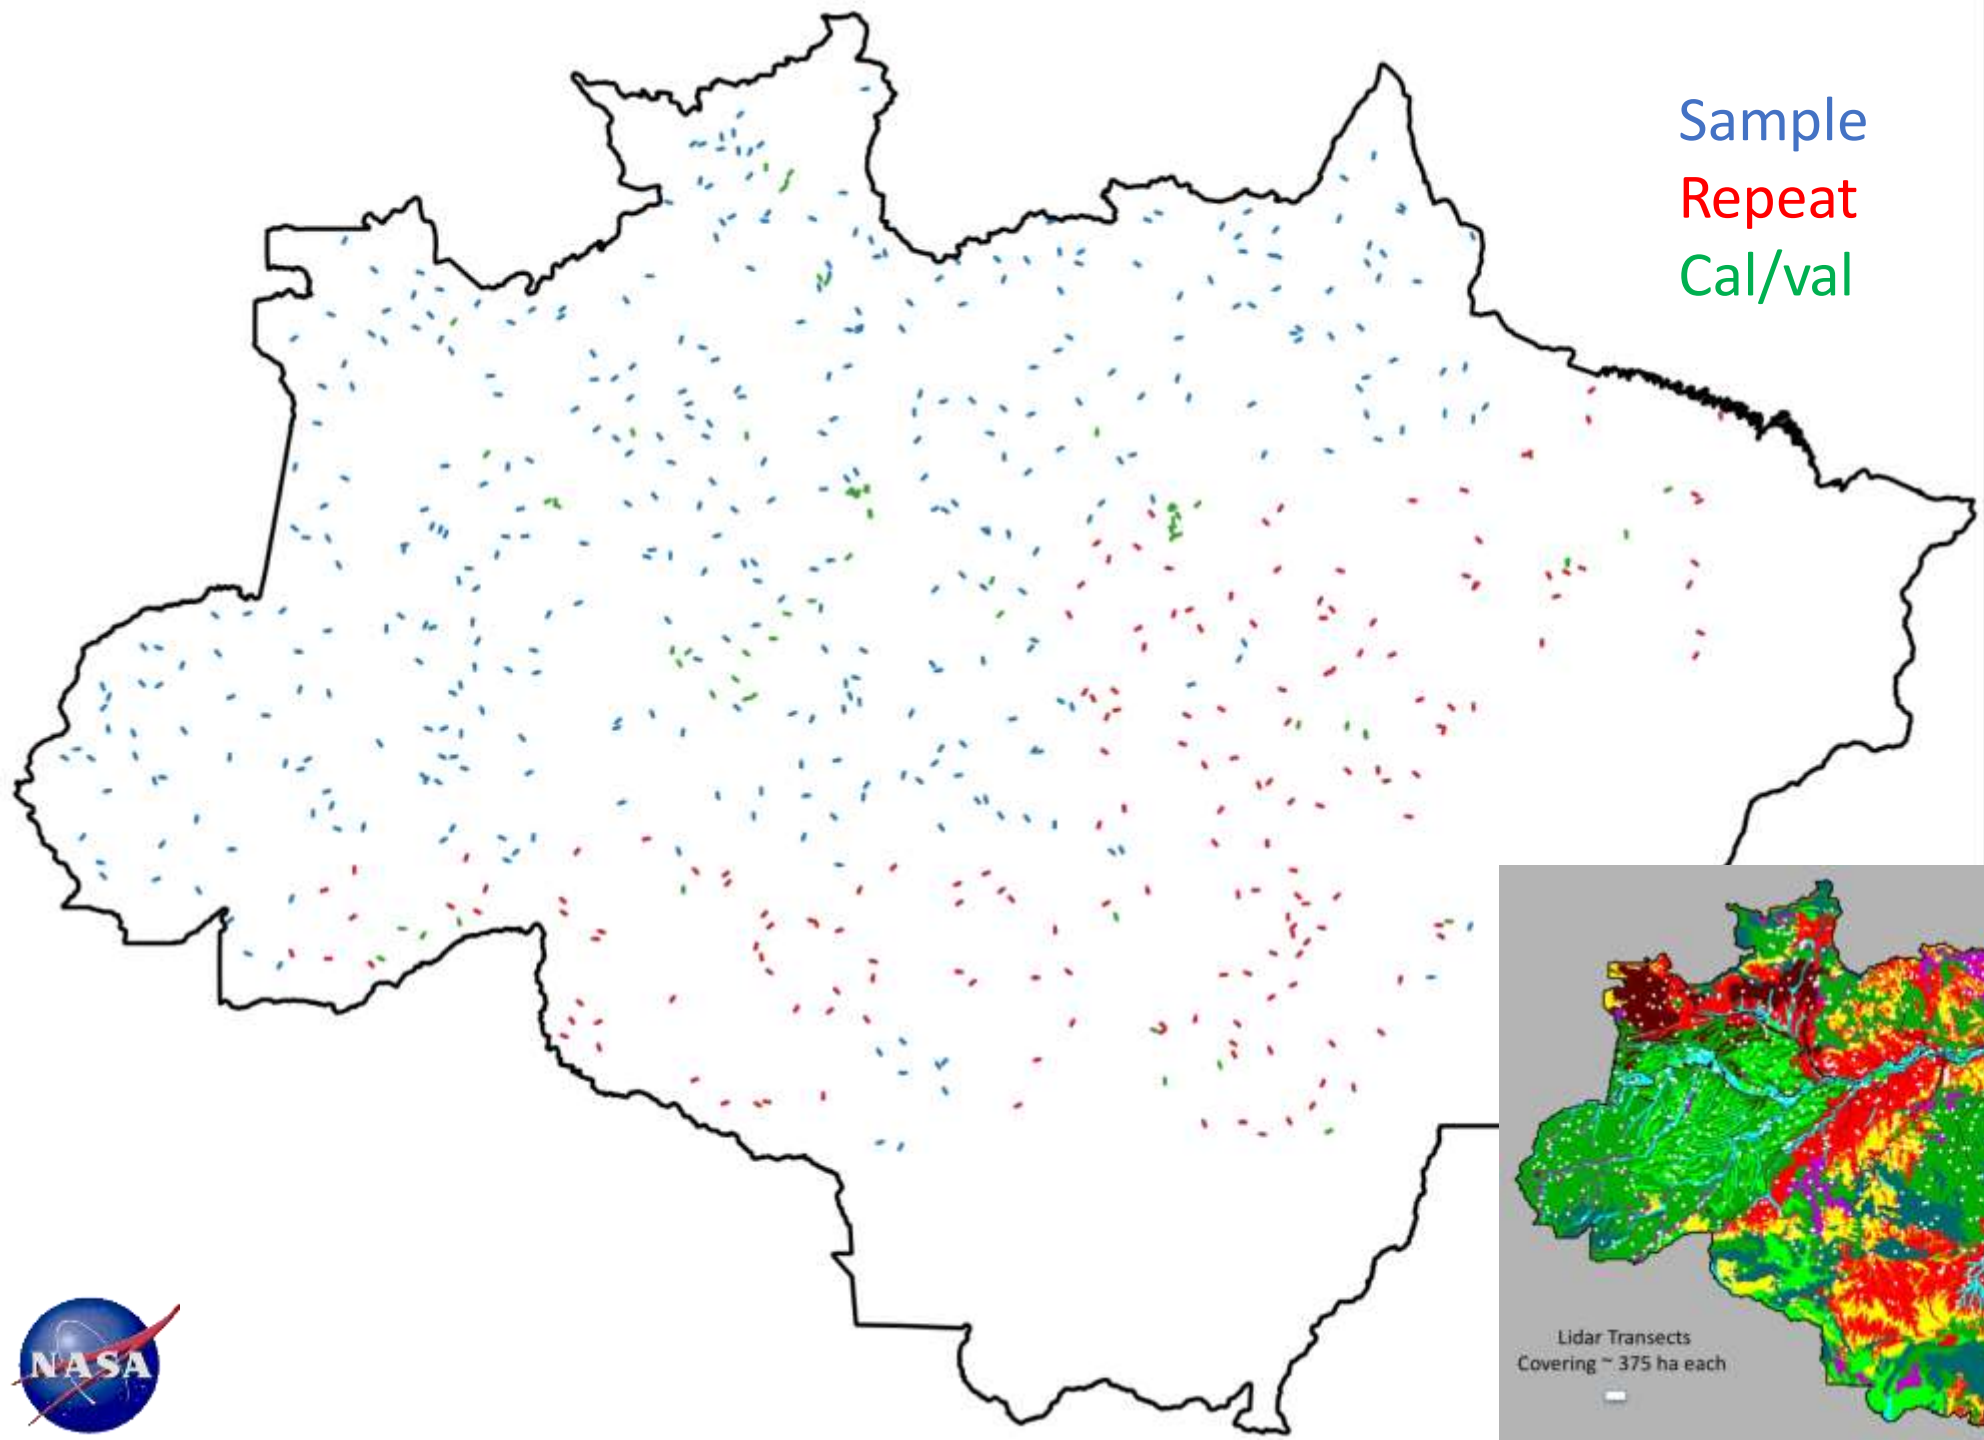 Sample
Repeat
Cal/val
Lidar Transects
Covering ~ 375 ha each
NASA